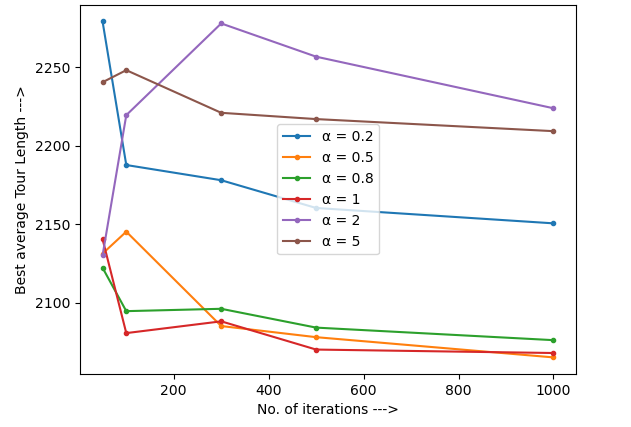 2250
2200
2150
2100
Best average Tour Length --->
α = 0.2
α = 0.5
α = 0.8
α = 1
α = 2
α = 5
200
400
600
800
1000
No. of iterations --->